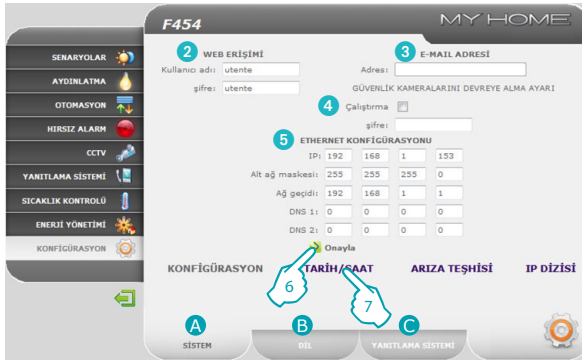 F454
MY HOME
SENARYOLAR
AYDINLATMA
OTOMASYON
HIRSIZ ALARM
CCTV
YANITLAMA SİSTEMİ
SICAKLIK KONTROLÜ
ENERJİ YÖNETİMİ
KONFİGÜRASYON
2 WEB ERİŞİMİ
Kullanıcı adı: utente
şifre: utente
3 E-MAIL ADRESİ
Adres:
GÜVENLİK KAMERALARINI DEVREYE ALMA AYARI
4 Çalıştırma
şifre:
5 ETHERNET KONFİGÜRASYONU
IP: 192 168 1 153
Alt ağ maskesi: 255 255 255 0
Ağ geçidi: 192 168 1 1
DNS 1: 0 0 0 0
DNS 2: 0 0 0 0
Onayla
KONFİGÜRASYON TARİH/SAAT ARIZA TEŞHİSİ IP DİZİSİ
6 7
A B C
SİSTEM DİL YANITLAMA SİSTEMİ